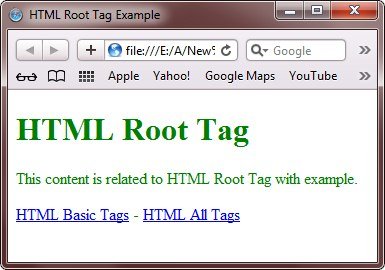 HTML Root Tag Example
file:///E:/A/New
Google
Apple Yahoo! Google Maps YouTube
HTML Root Tag
This content is related to HTML Root Tag with example.
HTML Basic Tags - HTML All Tags